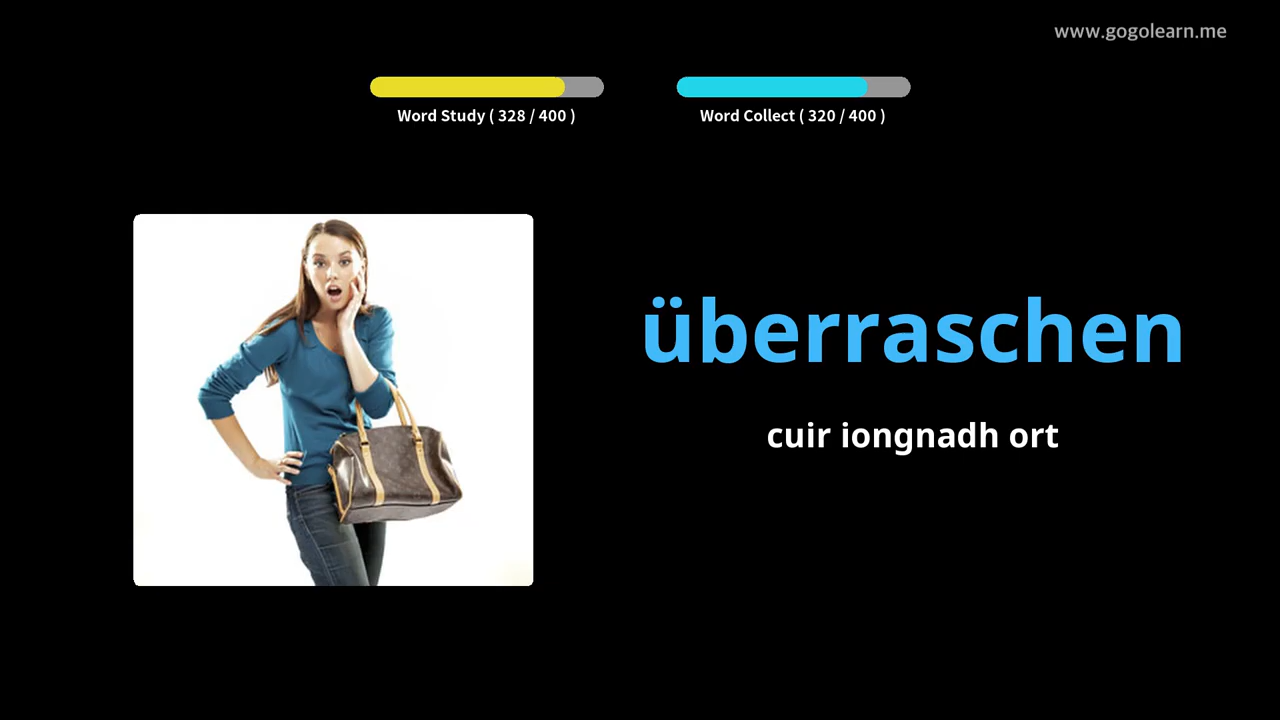 www.gogolearn.me
Word Study ( 328 / 400 )
Word Collect ( 320 / 400 )
überraschen
cuir iongnadh ort